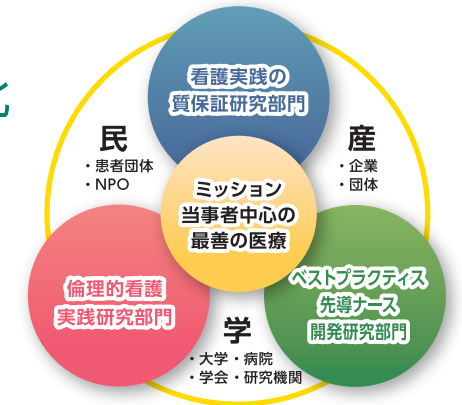 看護実践の
質保証研究部門
民
・患者団体
・NPO
産
・企業
・団体
ミッション
当事者中心の
最善の医療
倫理的看護
実践研究部門
ベストプラクティス
先導ナース
開発研究部門
学
・大学・病院
・学会・研究機関